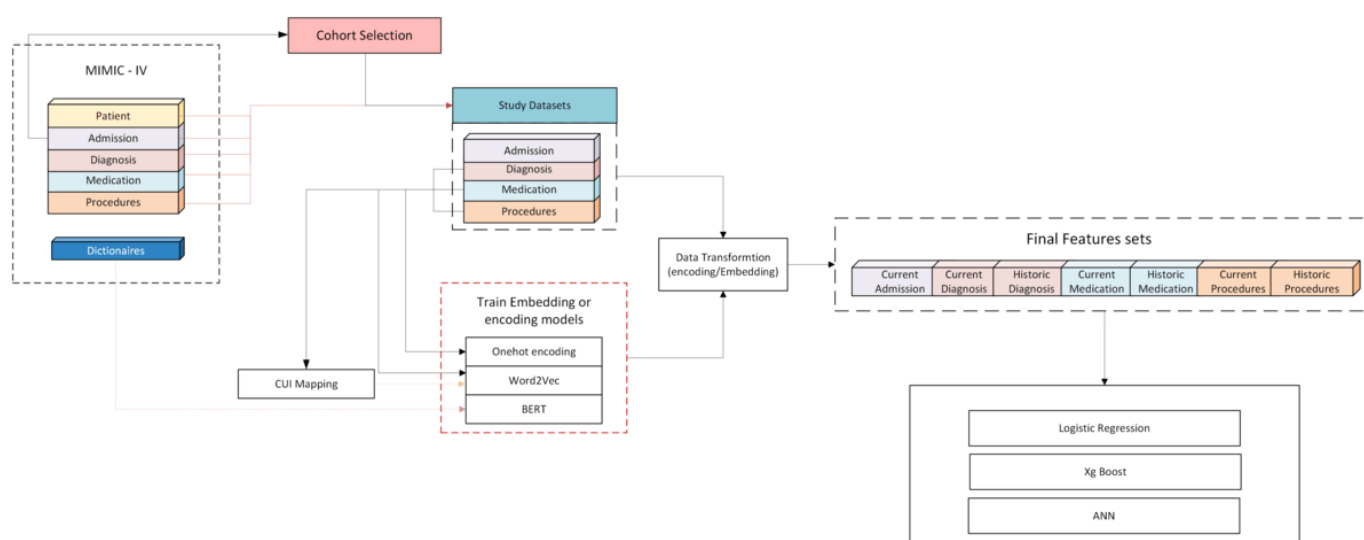 Cohort Selection
MIMIC - IV
Patient
Admission
Diagnosis
Medication
Procedures
Dictionaires
Study Datasets
Admission
Diagnosis
Medication
Procedures
Train Embedding or
encoding models
Onehot encoding
Word2Vec
BERT
CUI Mapping
Data Transformtion
(encoding/Embedding)
Final Features sets
Current
Admission
Current
Diagnosis
Historic
Diagnosis
Current
Medication
Historic
Medication
Current
Procedures
Historic
Procedures
Logistic Regression
Xg Boost
ANN